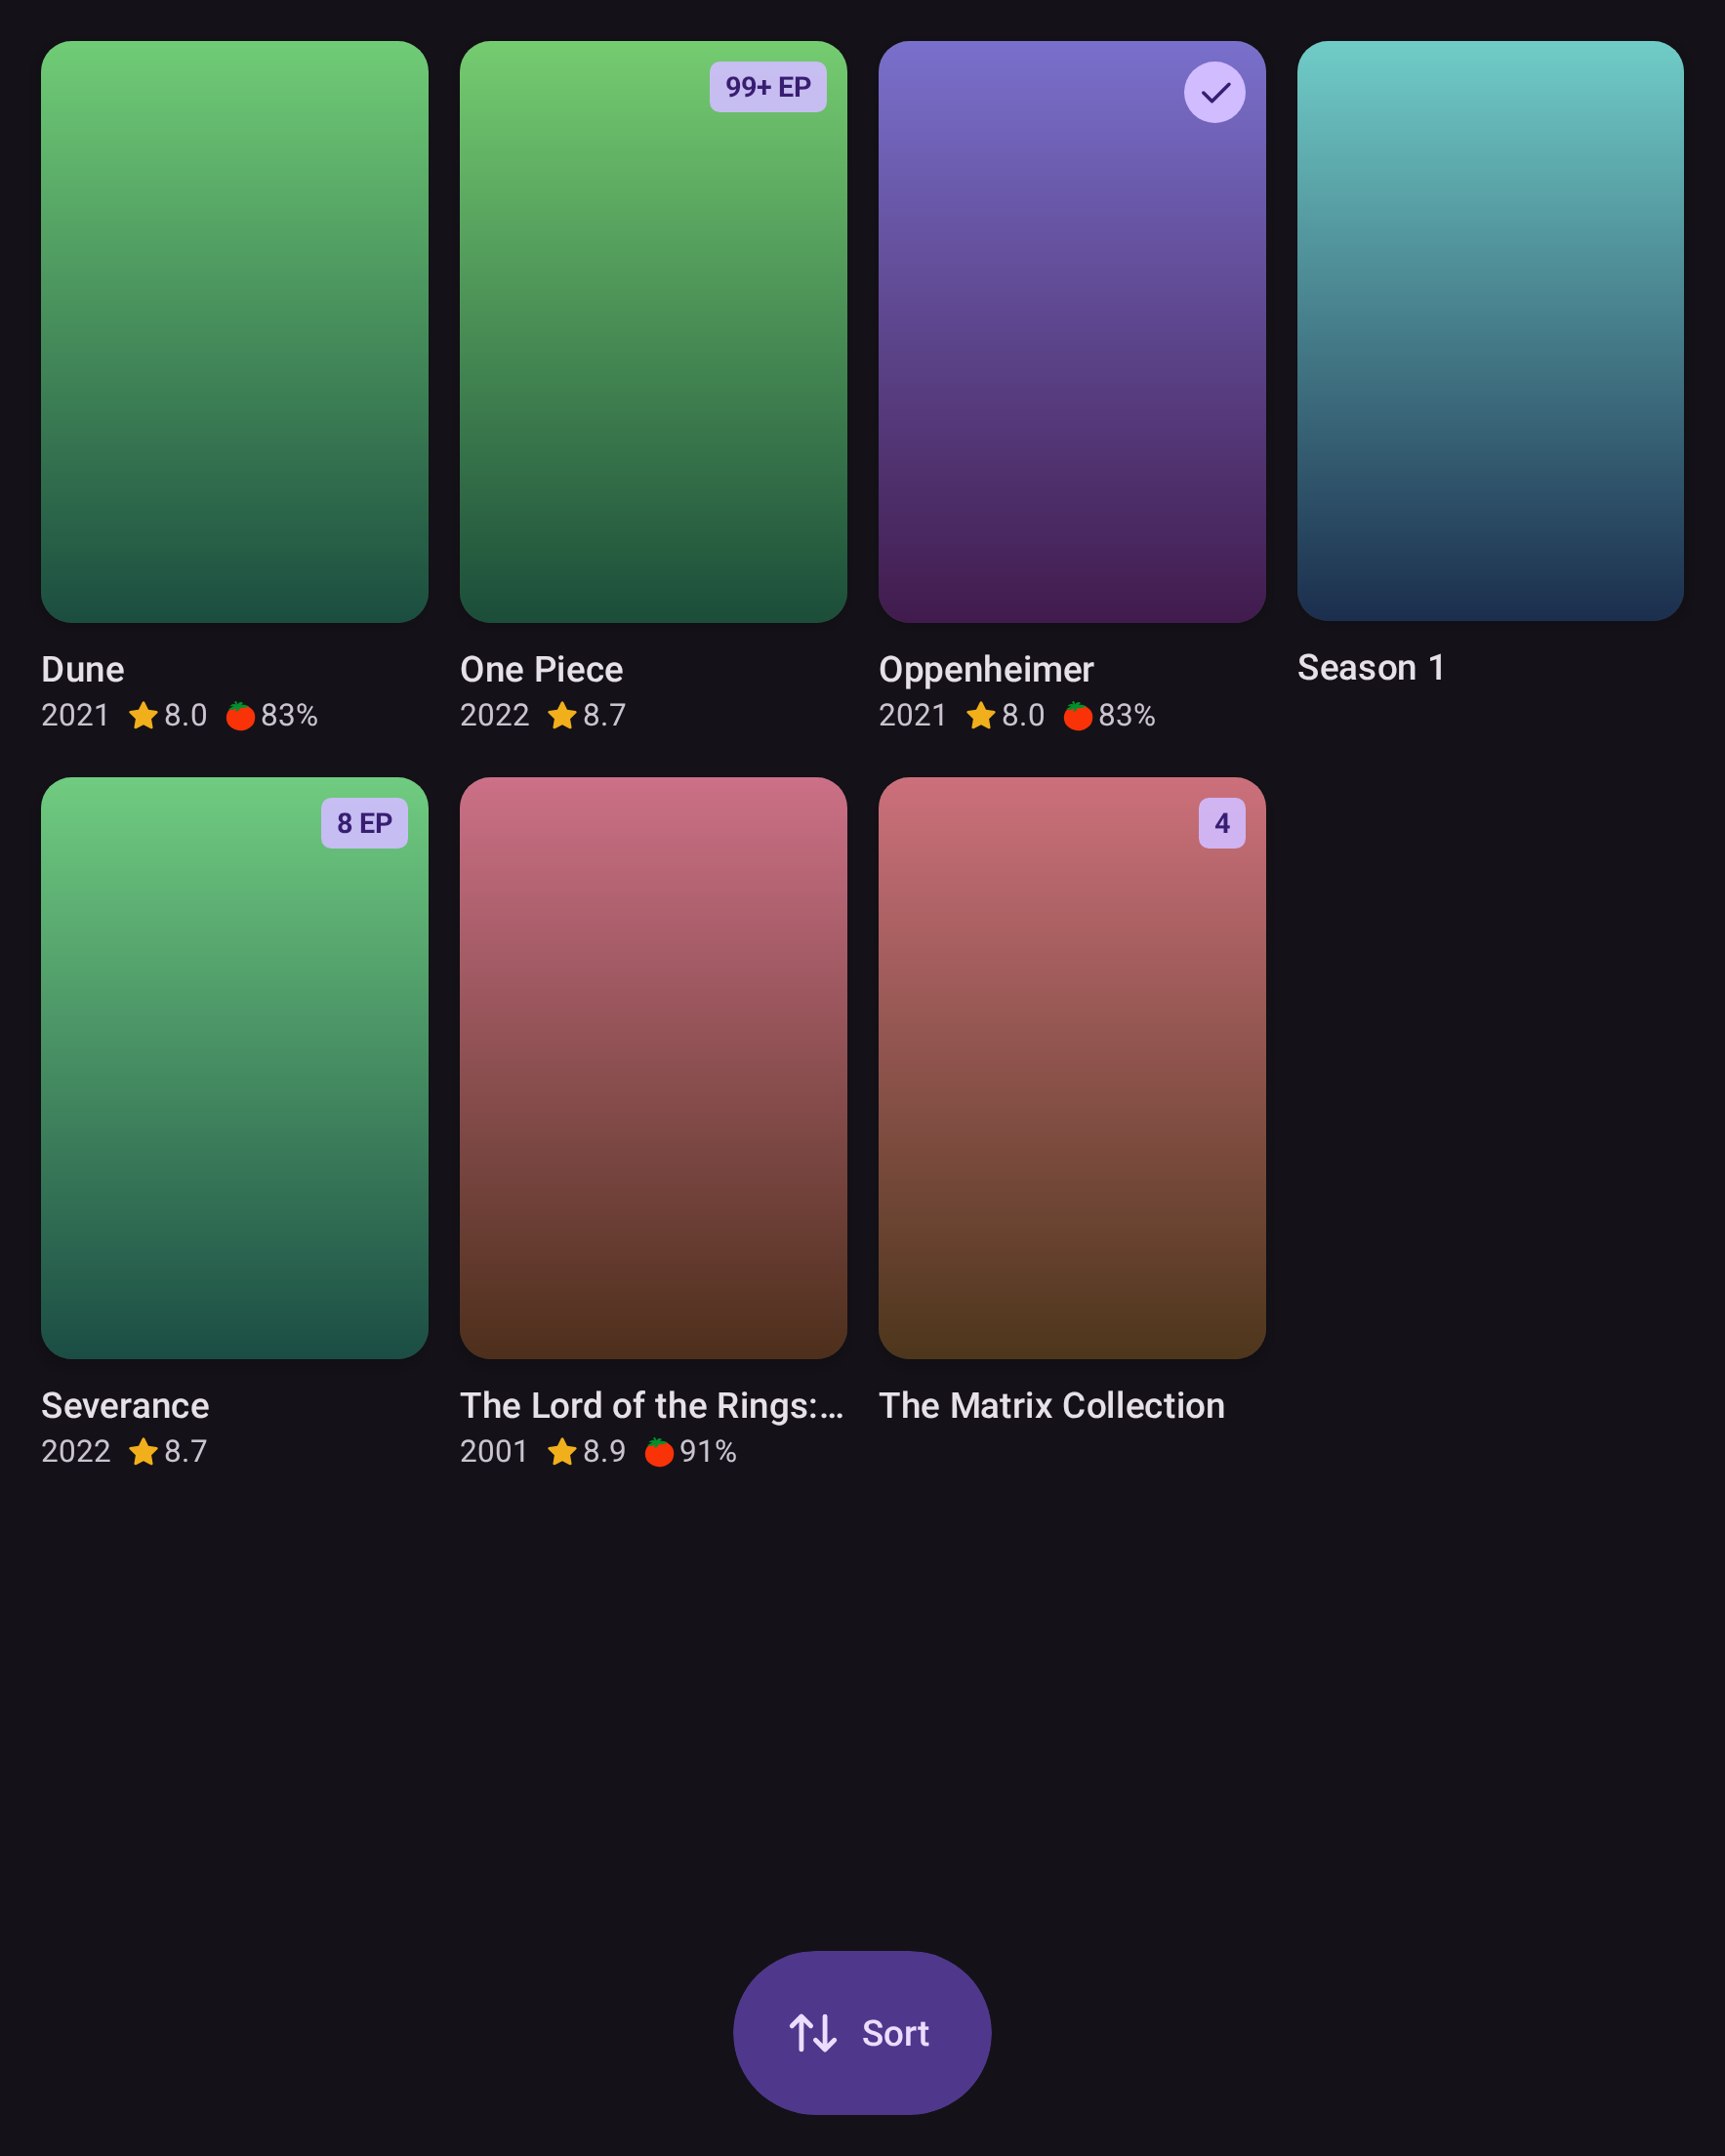 99+ EP
Dune
2021 8.0 83%
One Piece
2022 8.7
Oppenheimer
2021 8.0 83%
Season 1
8 EP
4
Severance
2022 8.7
The Lord of the Rings:…
2001 8.9 91%
The Matrix Collection
Sort